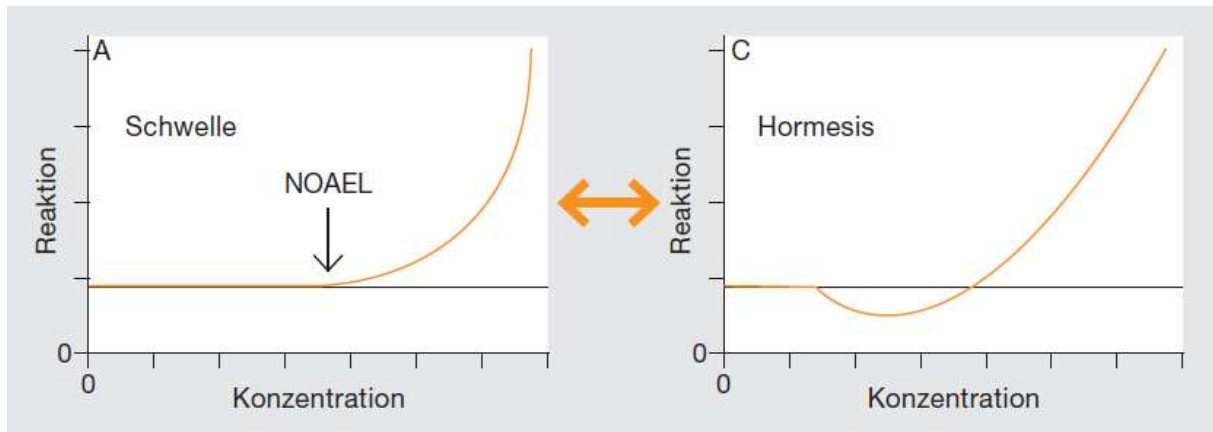 A
Schwelle
NOAEL
Reaktion
0
0
Konzentration
C
Hormesis
Reaktion
0
0
Konzentration